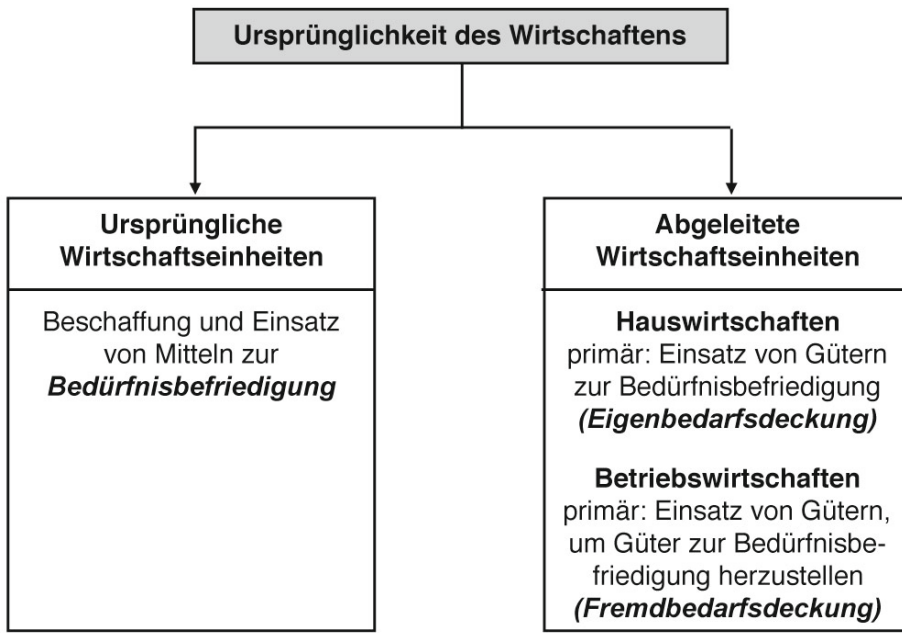 Ursprünglichkeit des Wirtschaftens
Ursprüngliche
Wirtschaftseinheiten
Beschaffung und Einsatz
von Mitteln zur
Bedürfnisbefriedigung
Abgeleitete
Wirtschaftseinheiten
Hauswirtschaften
primär: Einsatz von Gütern
zur Bedürfnisbefriedigung
(Eigenbedarfsdeckung)
Betriebswirtschaften
primär: Einsatz von Gütern,
um Güter zur Bedürfnisbe-
friedigung herzustellen
(Fremdbedarfsdeckung)